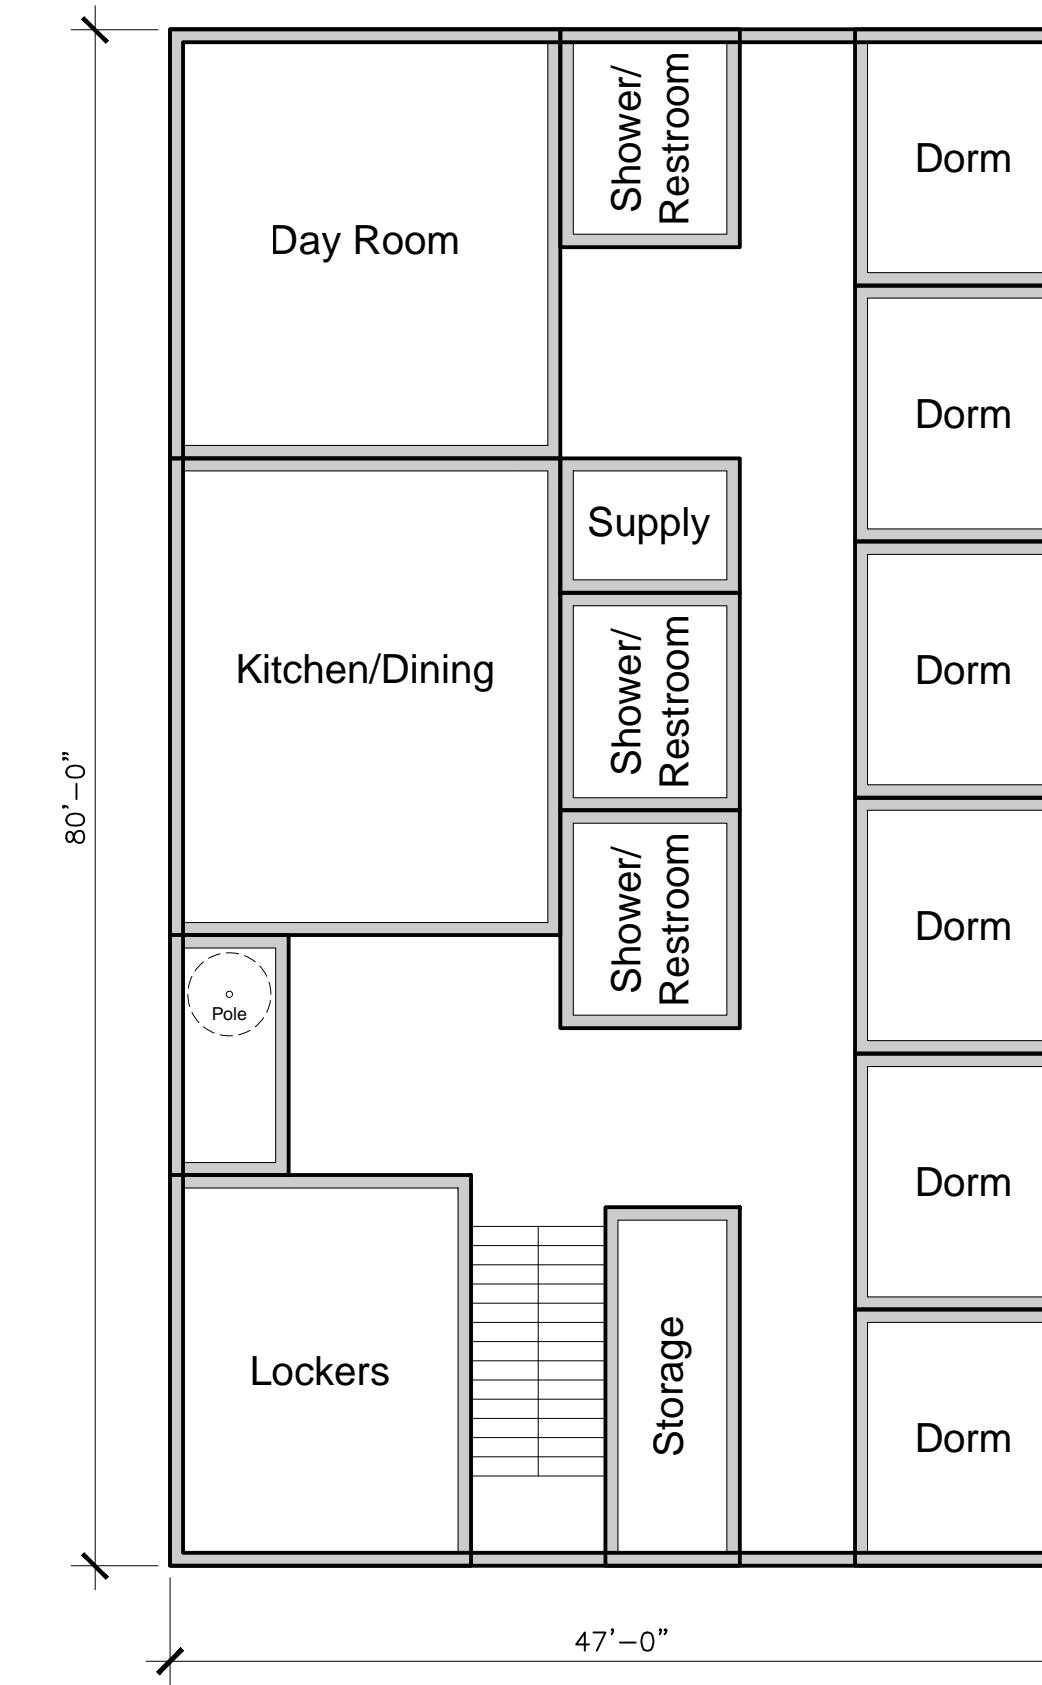 Shower/
Restroom
Dorm
Day Room
Dorm
Supply
Shower/
Restroom
Dorm
Kitchen/Dining
80'-0"
Shower/
Restroom
Dorm
Pole
Dorm
Lockers
Storage
Dorm
47'-0"